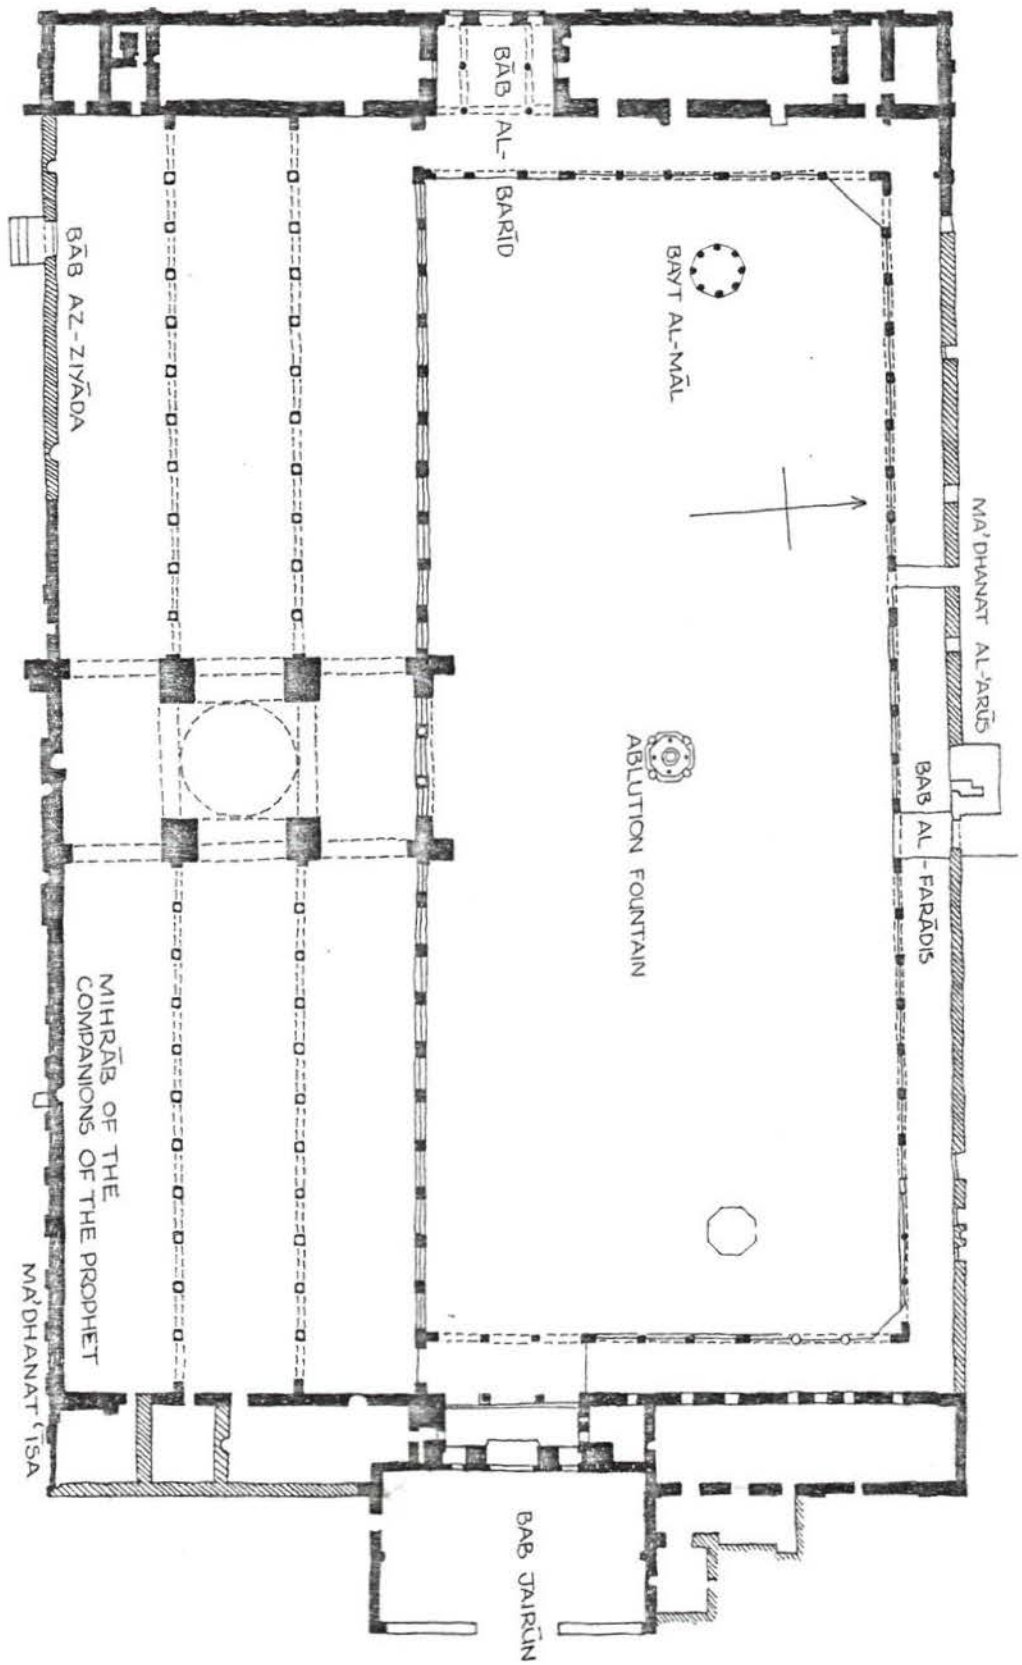 BĀB AL-BARĪD
BĀB AZ-ZIYĀDA
BAYT AL-MĀL
MA'DHANAT AL-'ARŪS
BAB AL-FARĀDIS
ABLUTION FOUNTAIN
MIHRĀB OF THE
COMPANIONS OF THE PROPHET
MA'DHANAT 'ĪSA
BAB JAIRŪN